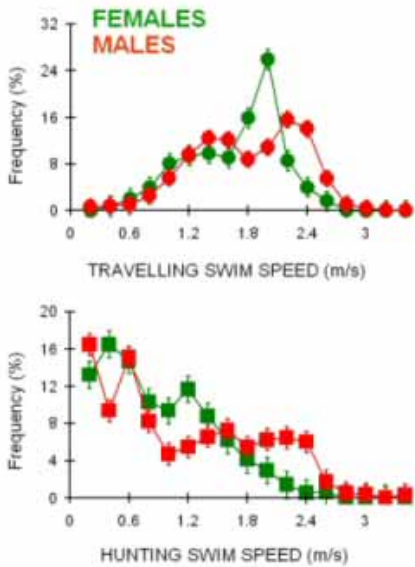 FEMALES
MALES
Frequency (%)
32
24
16
8
0
0 0.6 1.2 1.8 2.4 3
TRAVELLING SWIM SPEED (m/s)
Frequency (%)
20
16
12
8
4
0
0 0.6 1.2 1.8 2.4 3
HUNTING SWIM SPEED (m/s)